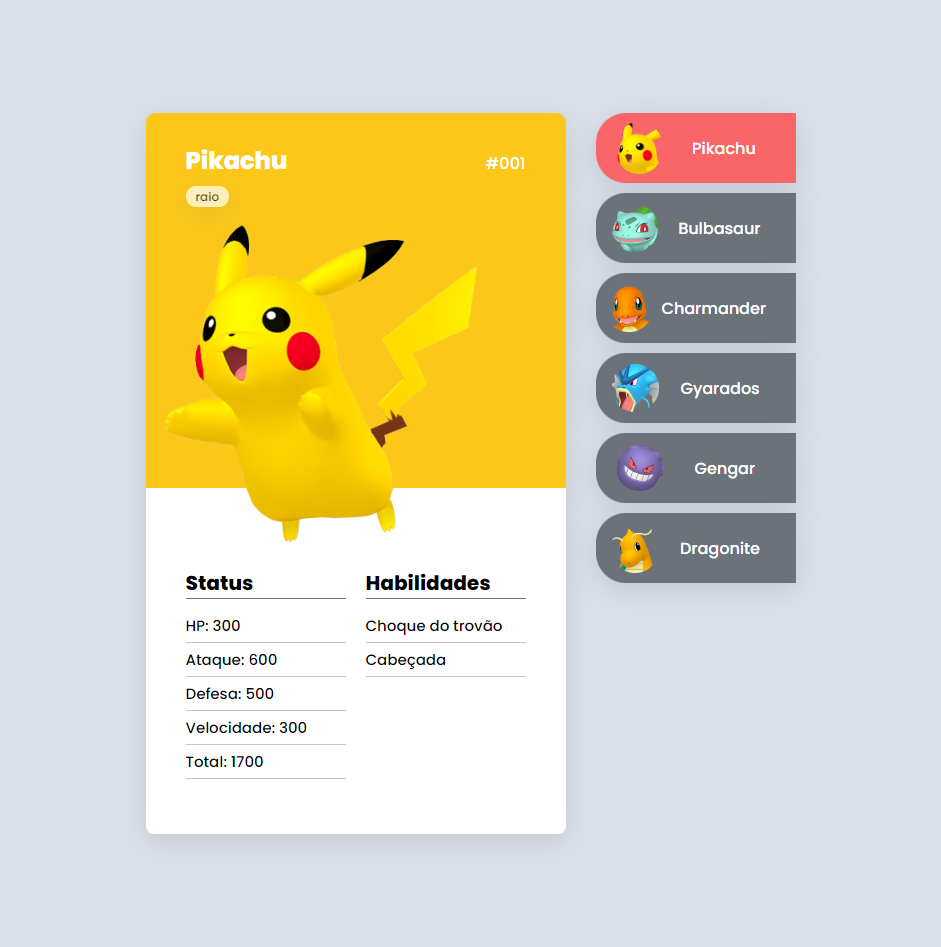 Pikachu
#001
raio
Status
HP: 300
Ataque: 600
Defesa: 500
Velocidade: 300
Total: 1700
Habilidades
Choque do trovão
Cabeçada
Pikachu
Bulbasaur
Charmander
Gyarados
Gengar
Dragonite